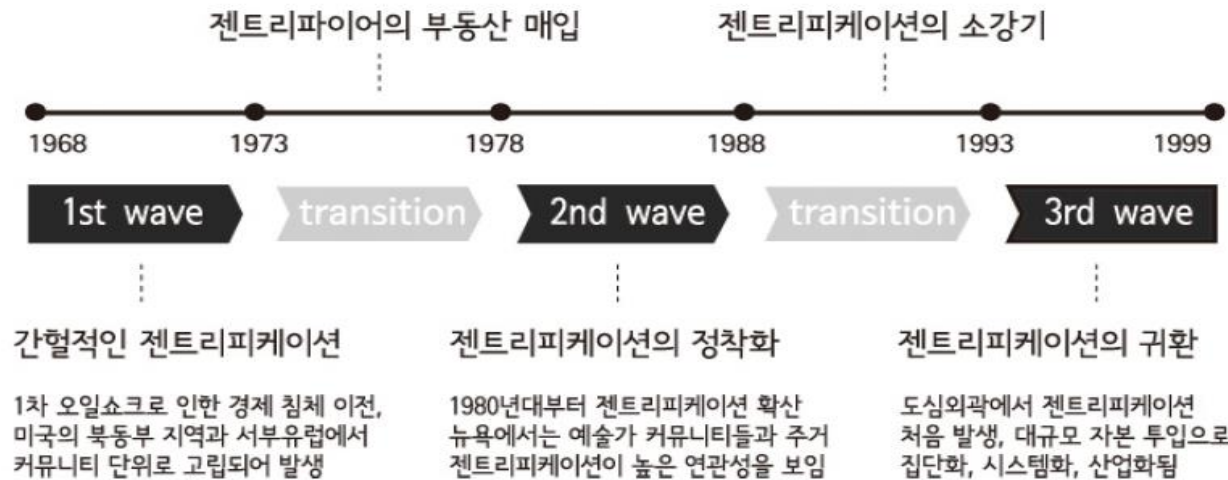 젠트리파이어의 부동산 매입
젠트리피케이션의 소강기
1968
1973
1978
1988
1993
1999
1st wave
transition
2nd wave
transition
3rd wave
간헐적인 젠트리피케이션
1차 오일쇼크로 인한 경제 침체 이전,
미국의 북동부 지역과 서부유럽에서
커뮤니티 단위로 고립되어 발생
젠트리피케이션의 정착화
1980년대부터 젠트리피케이션 확산
뉴욕에서는 예술가 커뮤니티들과 주거
젠트리피케이션이 높은 연관성을 보임
젠트리피케이션의 귀환
도심외곽에서 젠트리피케이션
처음 발생, 대규모 자본 투입으로
집단화, 시스템화, 산업화됨